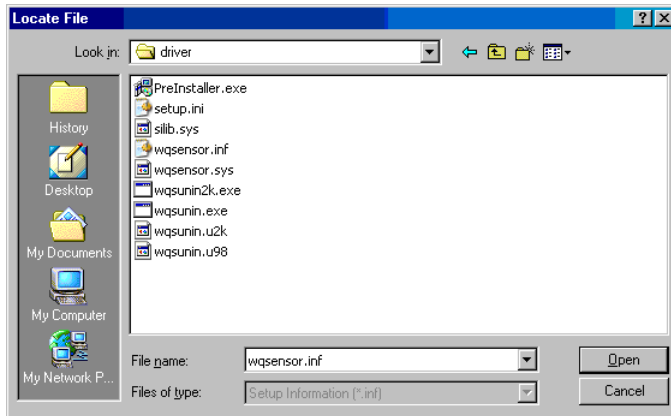 Locate File
Look in: driver
History
Desktop
My Documents
My Computer
My Network P...
PreInstaller.exe
setup.ini
silib.sys
wqsensor.inf
wqsensor.sys
wqsunin2k.exe
wqsunin.exe
wqsunin.u2k
wqsunin.u98
File name: wqsensor.inf
Open
Files of type: Setup Information (*.inf)
Cancel